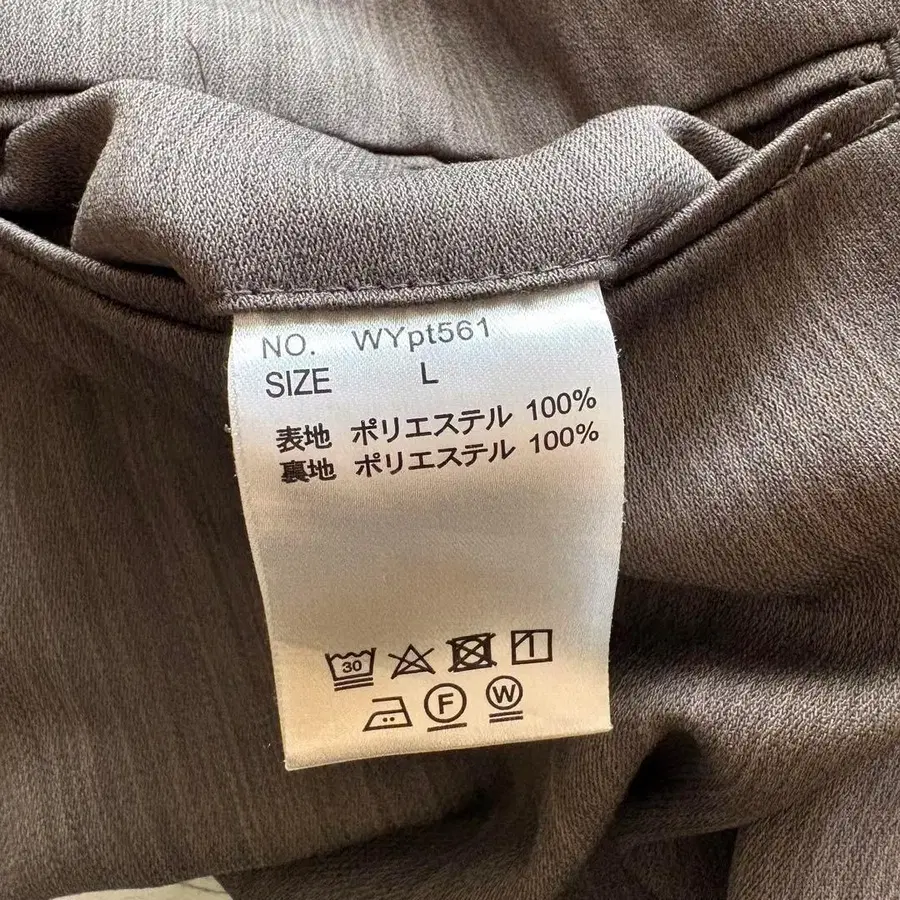 NO. WYpt561
SIZE L
表地 ポリエステル 100%
裏地 ポリエステル 100%
30
F W